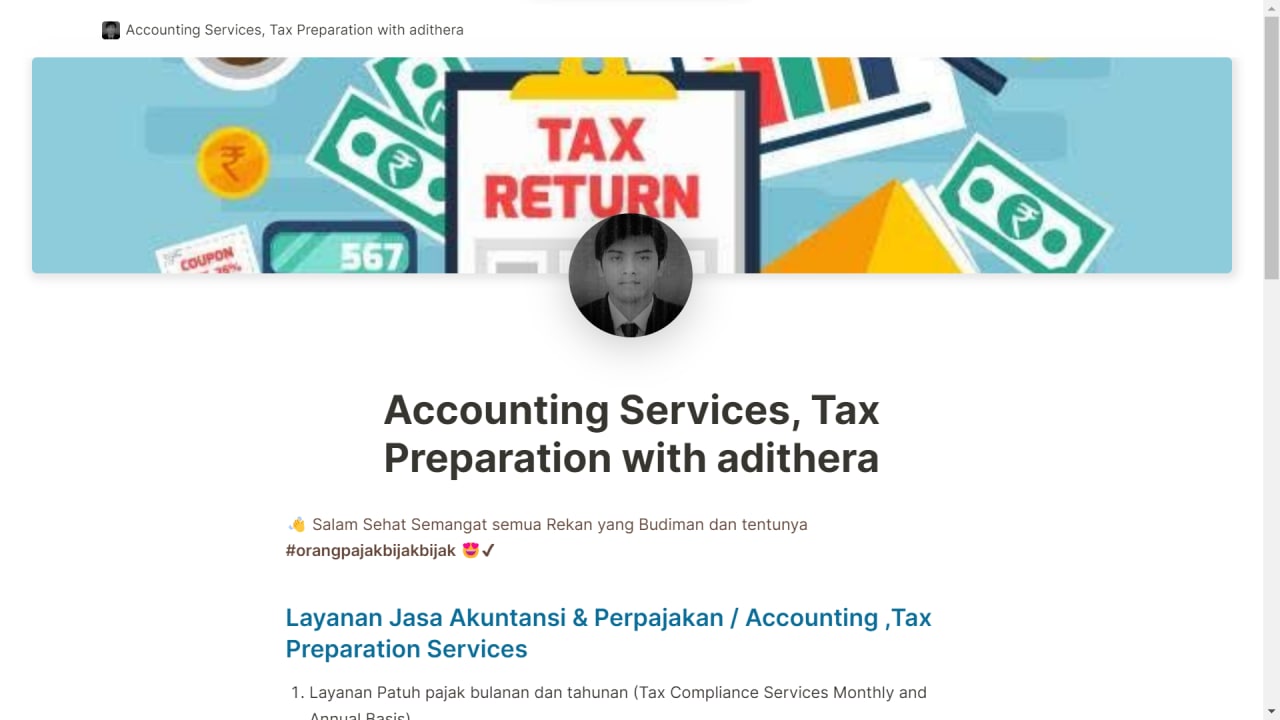 Accounting Services, Tax Preparation with adithera
TAX
RETURN
COUPON
567
Accounting Services, Tax
Preparation with adithera
👋 Salam Sehat Semangat semua Rekan yang Budiman dan tentunya
#orangpajakbijakbijak 😍✔
Layanan Jasa Akuntansi & Perpajakan / Accounting ,Tax
Preparation Services
1. Layanan Patuh pajak bulanan dan tahunan (Tax Compliance Services Monthly and
Annual Basis)